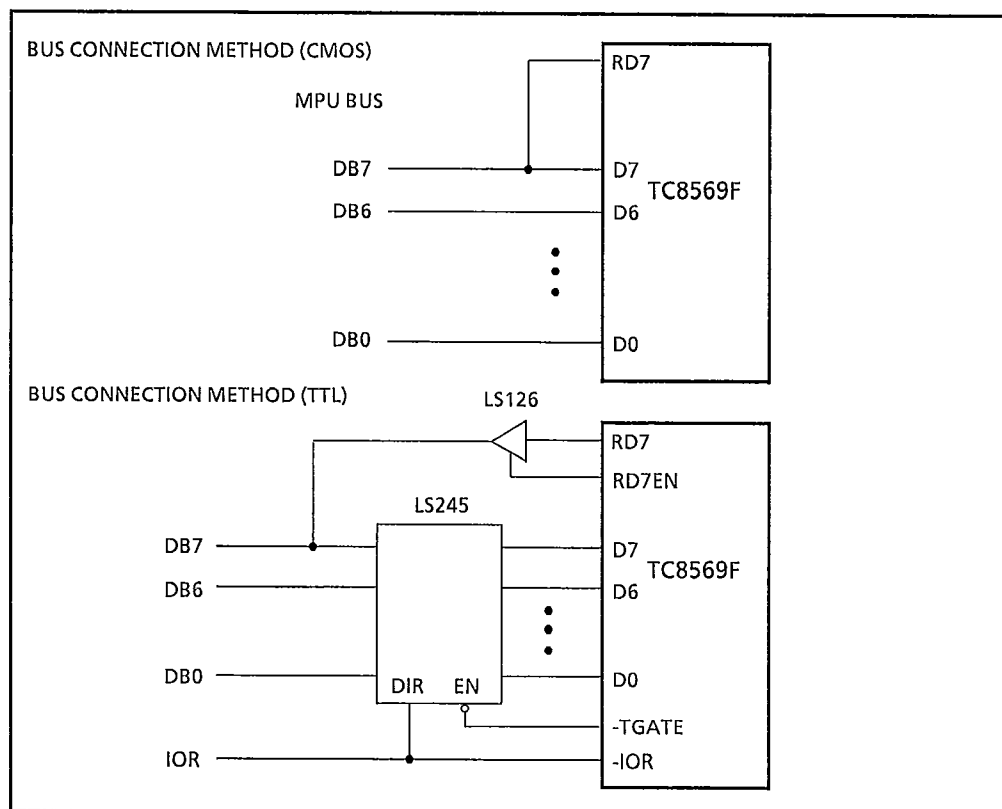 BUS CONNECTION METHOD (CMOS)
RD7
MPU BUS
DB7
D7
TC8569F
DB6
D6
DB0
D0
BUS CONNECTION METHOD (TTL)
LS126
RD7
RD7EN
LS245
DB7
D7
TC8569F
DB6
D6
DB0
D0
DIR EN
-TGATE
IOR
-IOR